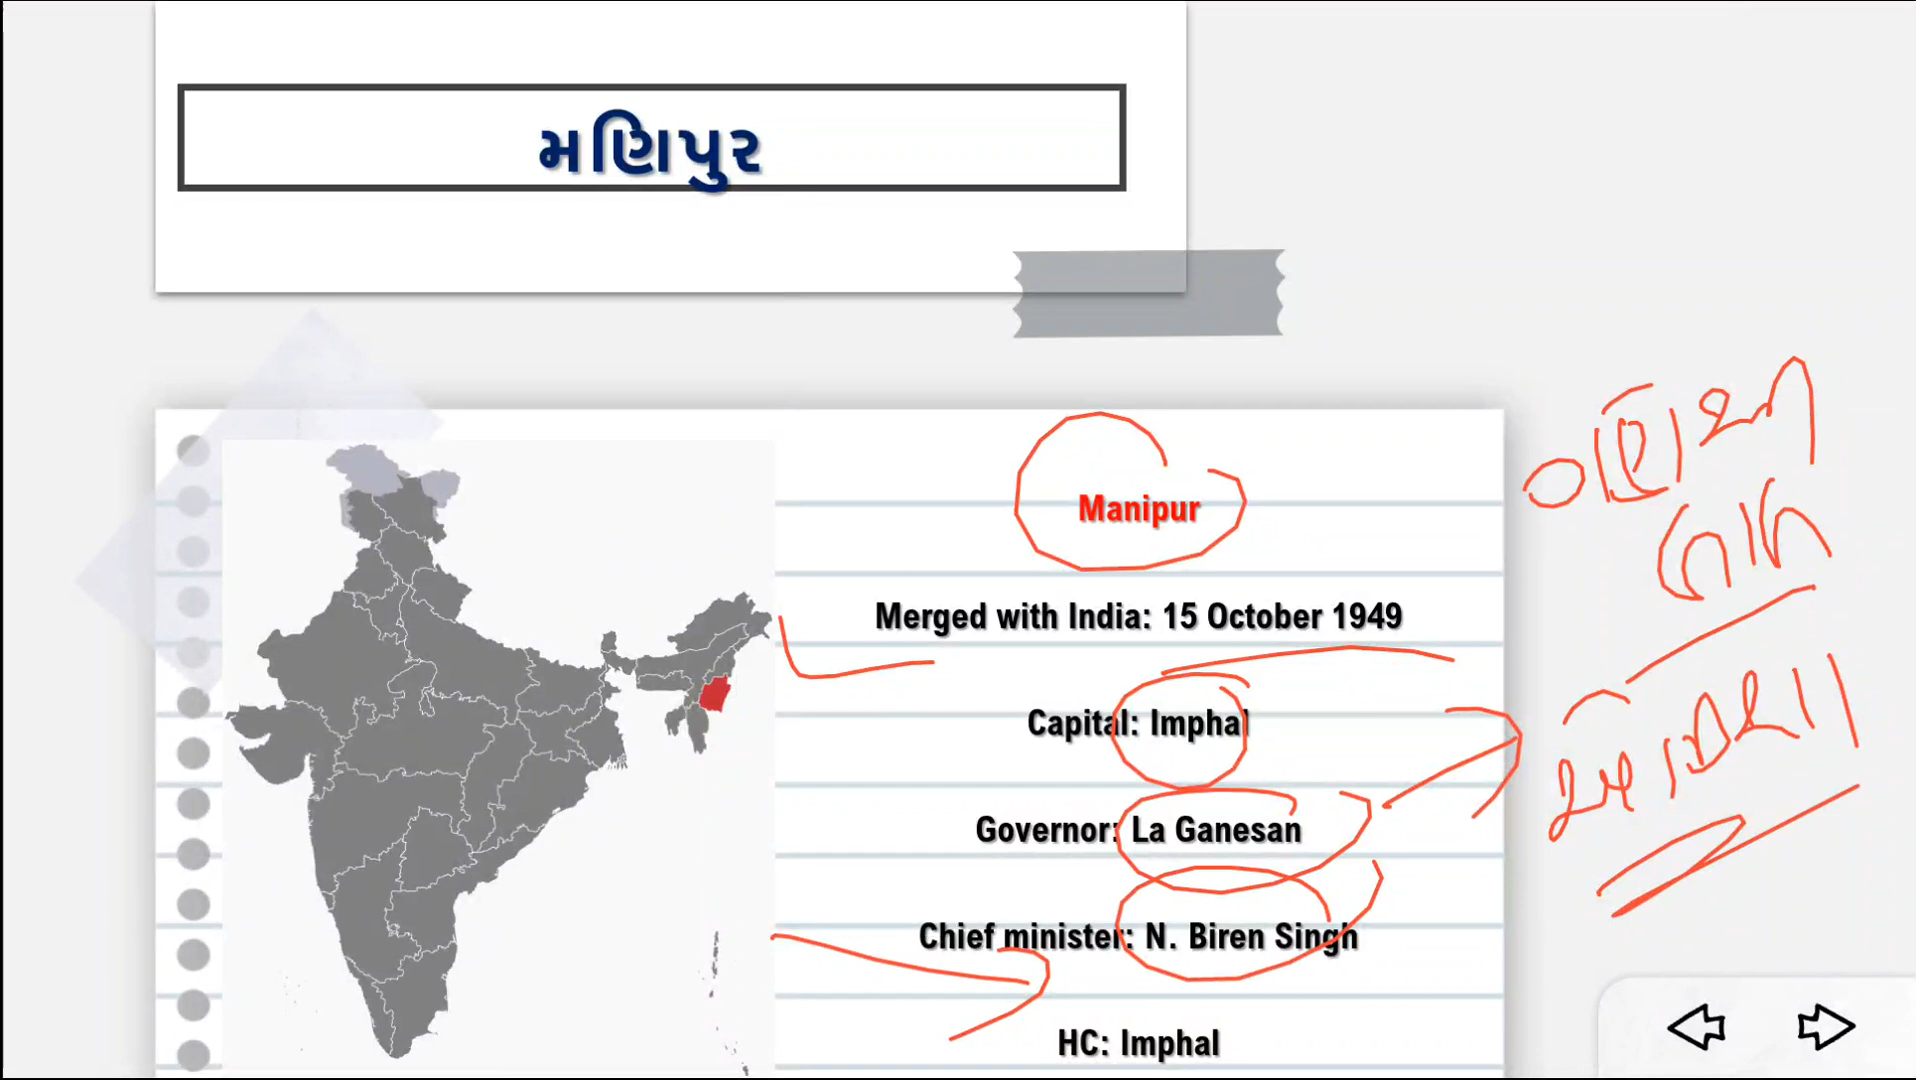 મણિપુર
Manipur
Merged with India: 15 October 1949
Capital: Imphal
Governor: La Ganesan
Chief minister: N. Biren Singh
HC: Imphal